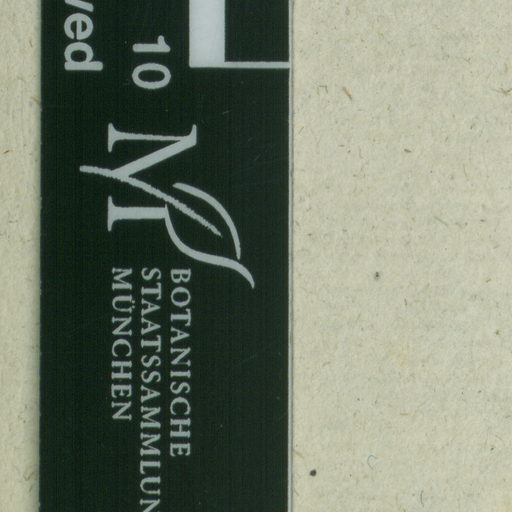 ved
10
BOTANISCHE
STAATSSAMMLUN
MÜNCHEN